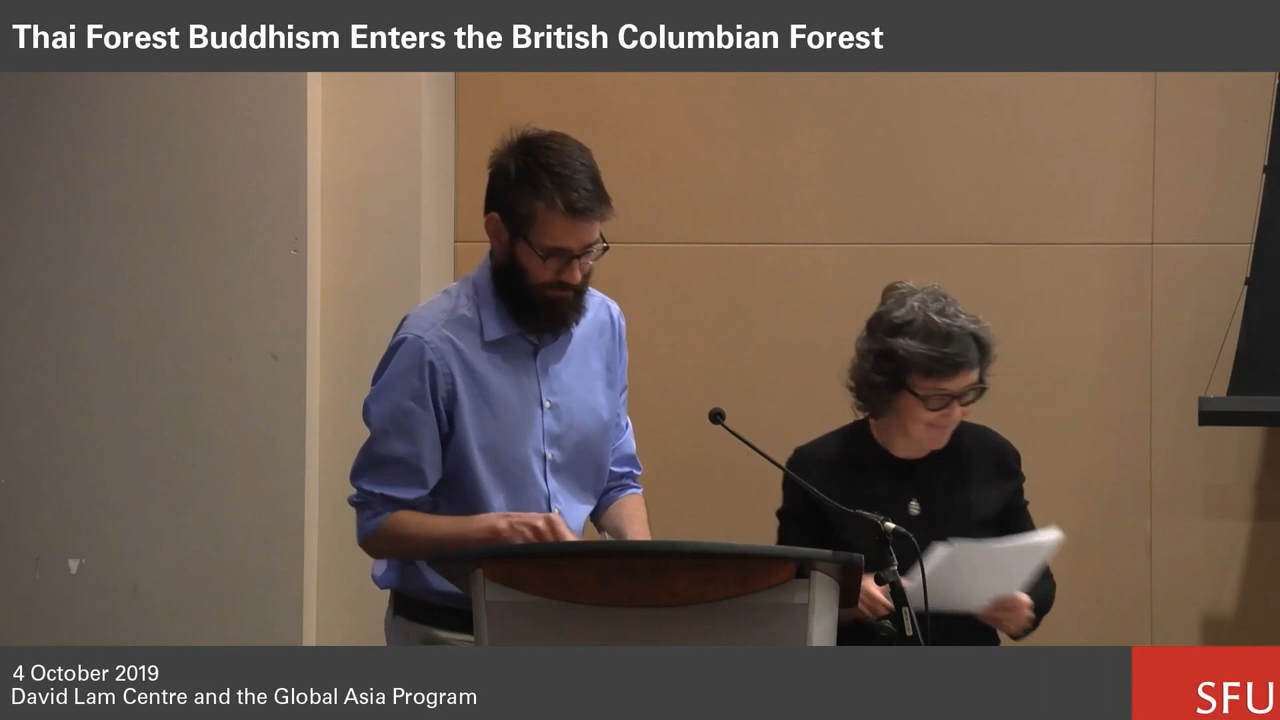 Thai Forest Buddhism Enters the British Columbian Forest
4 October 2019
David Lam Centre and the Global Asia Program
SFU